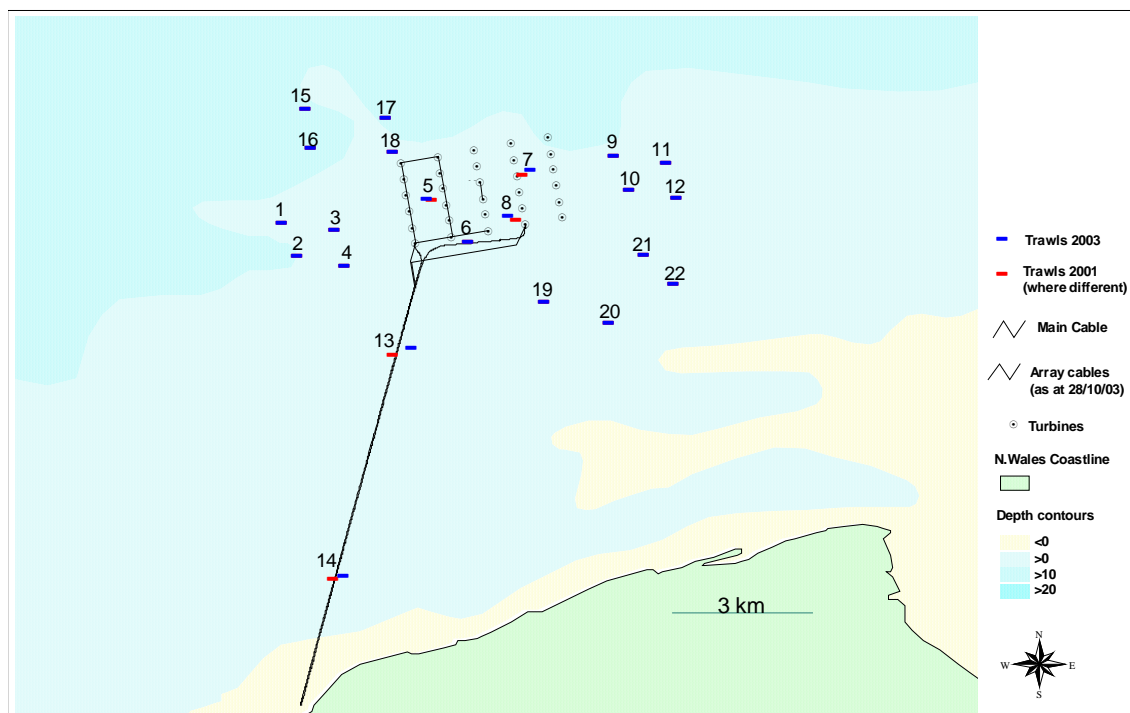 15
17
16
18
7
9
11
5
10
12
8
1
3
6
2
4
21
22
19
20
13
14
3 km
Trawls 2003
Trawls 2001
(where different)
Main Cable
Array cables
(as at 28/10/03)
Turbines
N.Wales Coastline
Depth contours
<0
>0
>10
>20
N
W
E
S